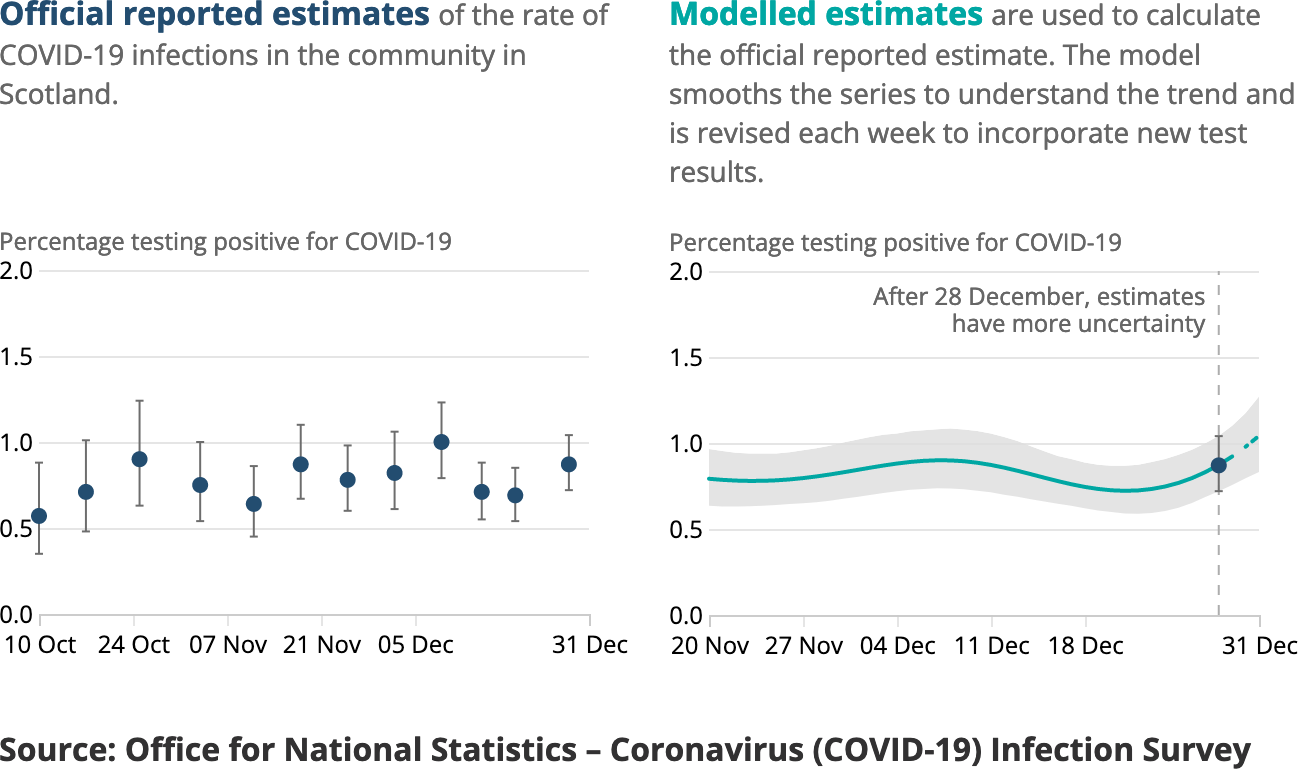 Official reported estimates of the rate of
COVID-19 infections in the community in
Scotland.
Percentage testing positive for COVID-19
2.0
1.5
1.0
0.5
0.0
10 Oct 24 Oct 07 Nov 21 Nov 05 Dec 31 Dec
Modelled estimates are used to calculate
the official reported estimate. The model
smooths the series to understand the trend and
is revised each week to incorporate new test
results.
Percentage testing positive for COVID-19
2.0
After 28 December, estimates
have more uncertainty
1.5
1.0
0.5
0.0
20 Nov 27 Nov 04 Dec 11 Dec 18 Dec 31 Dec
Source: Office for National Statistics – Coronavirus (COVID-19) Infection Survey